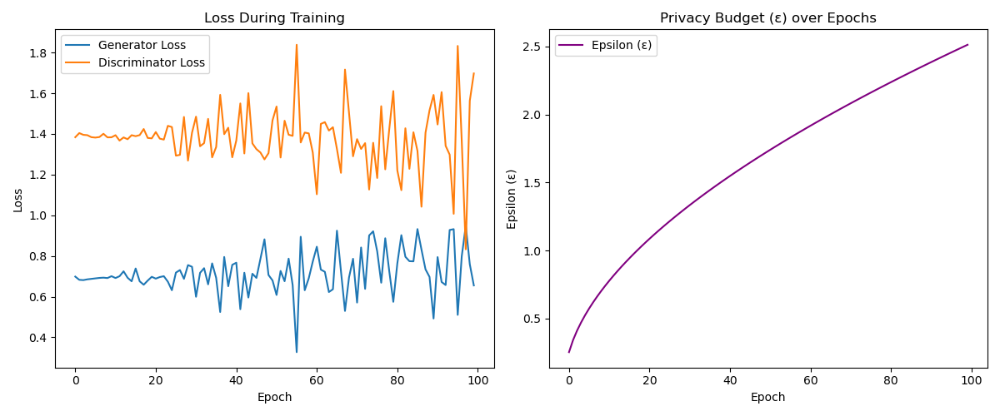 Loss During Training
Generator Loss
Discriminator Loss
Loss
1.8
1.6
1.4
1.2
1.0
0.8
0.6
0.4
0 20 40 60 80 100
Epoch
Privacy Budget (ε) over Epochs
Epsilon (ε)
Epsilon (ε)
2.5
2.0
1.5
1.0
0.5
0 20 40 60 80 100
Epoch